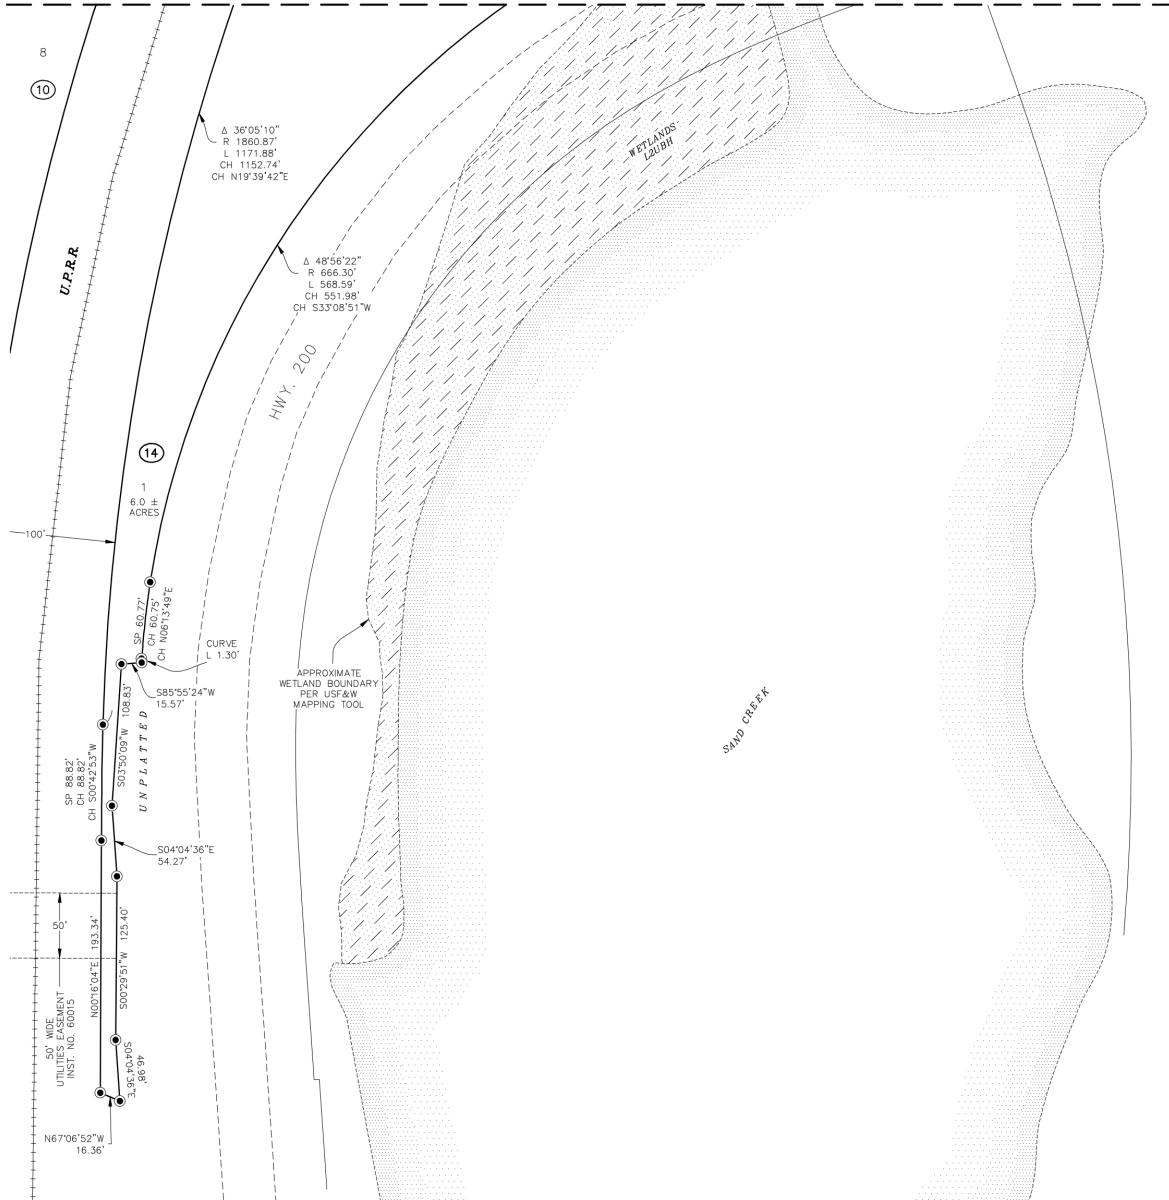 8
10
Δ 36°05'10"
R 1860.87'
L 1171.88'
CH 1152.74'
CH N19°39'42"E
WETLANDS
L2UBH
U.P.R.R.
Δ 48°56'22"
R 666.30'
L 568.59'
CH 551.98'
CH S33°08'51"W
HWY. 200
14
1
6.0 ±
ACRES
100'
SP 60.77'
CH 60.75'
CH N06°13'49"E
CURVE
L 1.30'
S85°55'24"W
15.57'
APPROXIMATE
WETLAND BOUNDARY
PER USF&W
MAPPING TOOL
SAND CREEK
SP 88.82'
CH 88.82'
CH S00°42'53"W
S03°50'09"W 108.83'
UNPLATTED
S04°04'36"E
54.27'
50'
N00°16'04"E 193.34'
S00°29'51"W 125.40'
50' WIDE
UTILITIES EASEMENT
INST. NO. 60015
46.98'
S04°04'36"E
N67°06'52"W
16.36'